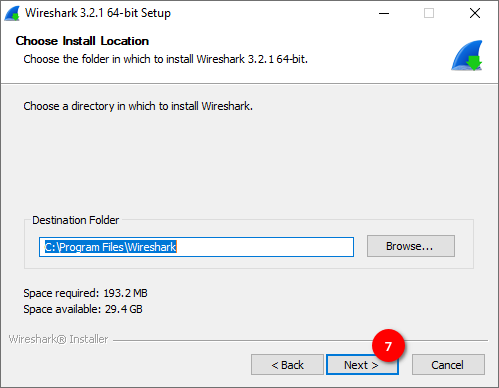 Wireshark 3.2.1 64-bit Setup
Choose Install Location
Choose the folder in which to install Wireshark 3.2.1 64-bit.
Choose a directory in which to install Wireshark.
Destination Folder
C:\Program Files\Wireshark
Browse...
Space required: 193.2 MB
Space available: 29.4 GB
Wireshark® Installer
7
< Back
Next >
Cancel